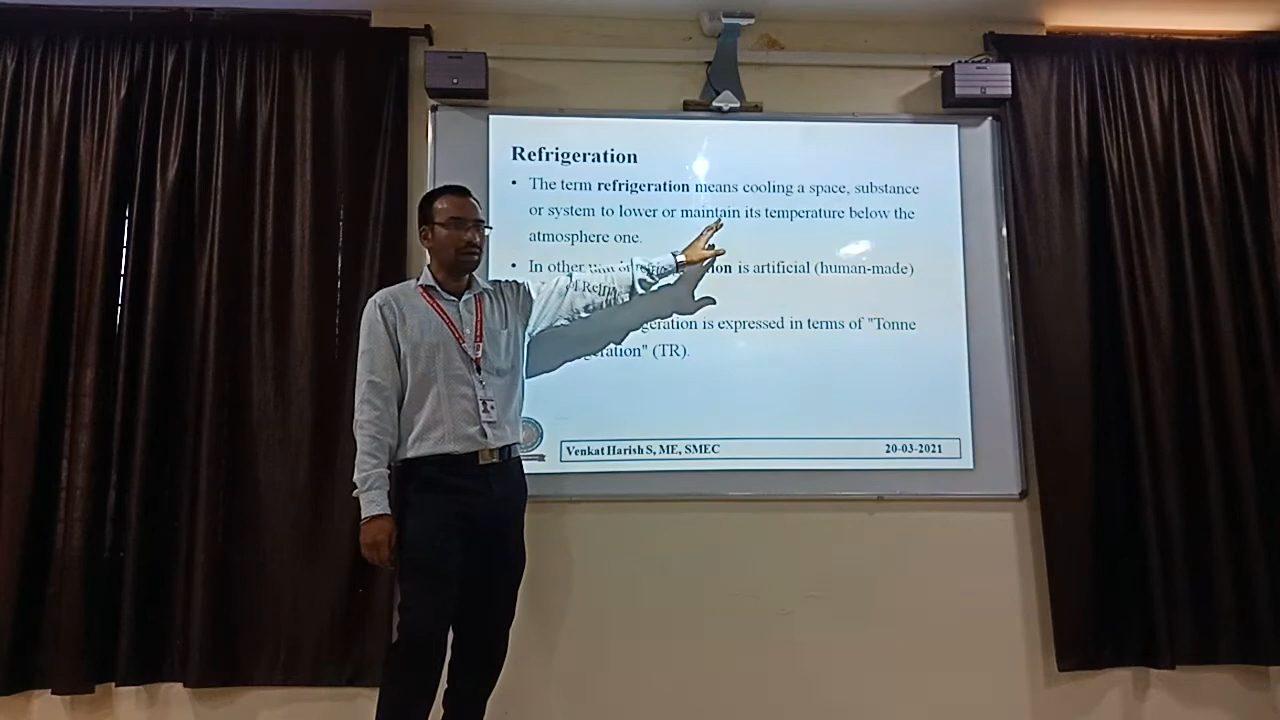 Refrigeration
• The term refrigeration means cooling a space, substance
or system to lower or maintain its temperature below the
atmosphere one.
• In other is artificial (human-made)
is expressed in terms of "Tonne
(TR).
Venkat Harish S, ME, SMEC 20-03-2021